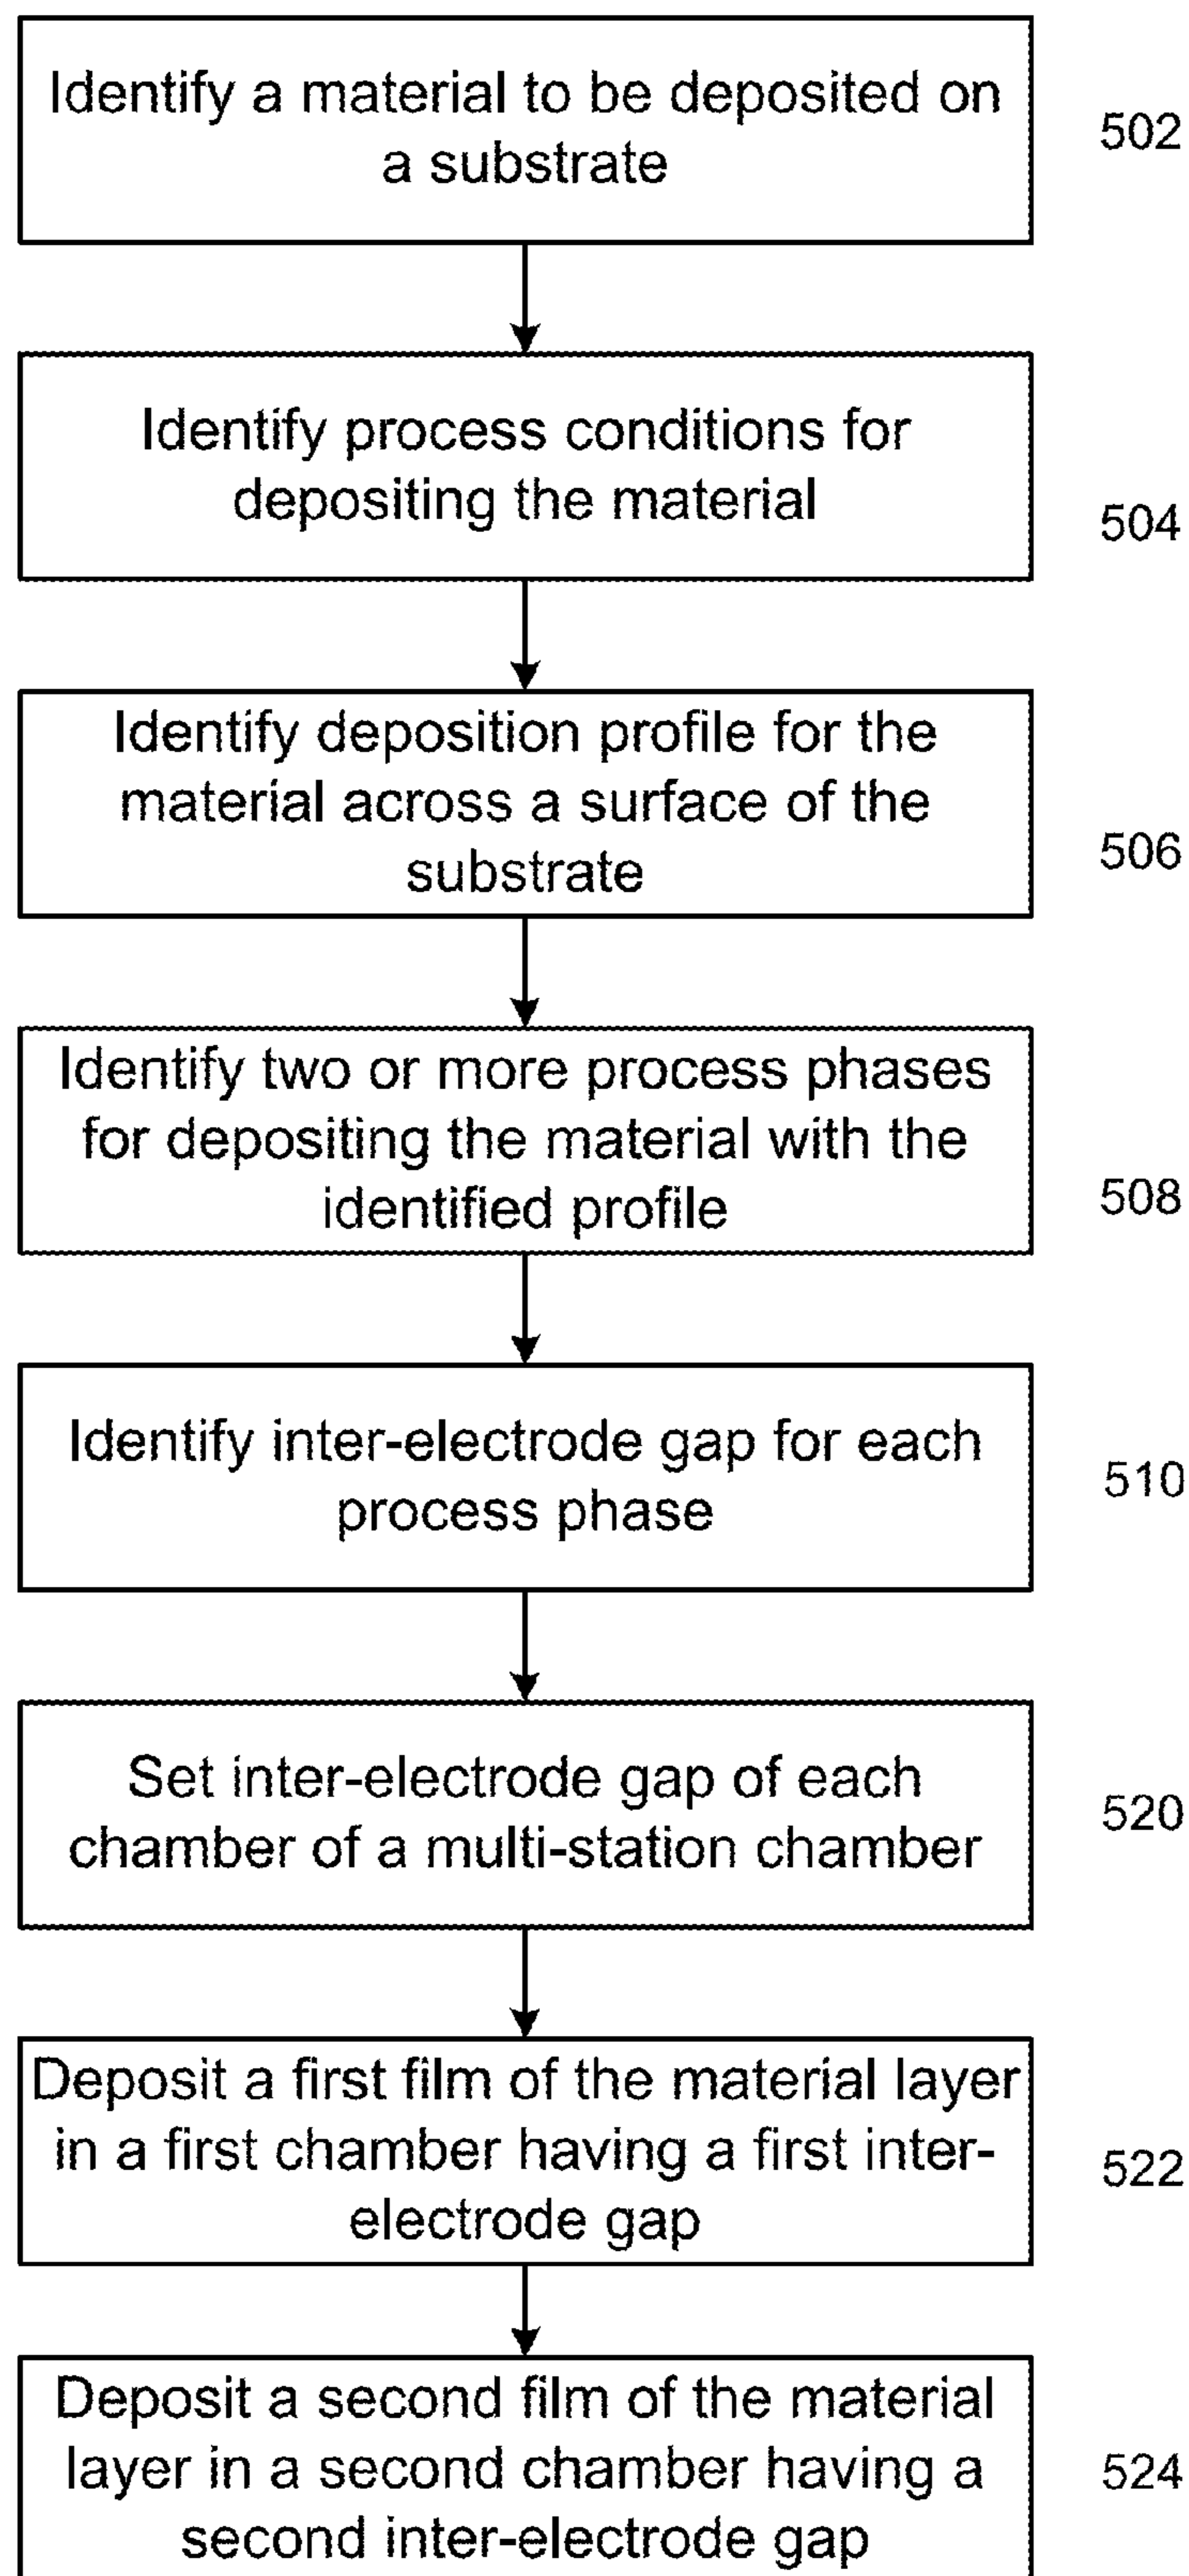 Identify a material to be deposited on
a substrate
502
Identify process conditions for
depositing the material
504
Identify deposition profile for the
material across a surface of the
substrate
506
Identify two or more process phases
for depositing the material with the
identified profile
508
Identify inter-electrode gap for each
process phase
510
Set inter-electrode gap of each
chamber of a multi-station chamber
520
Deposit a first film of the material layer
in a first chamber having a first inter-
electrode gap
522
Deposit a second film of the material
layer in a second chamber having a
second inter-electrode gap
524